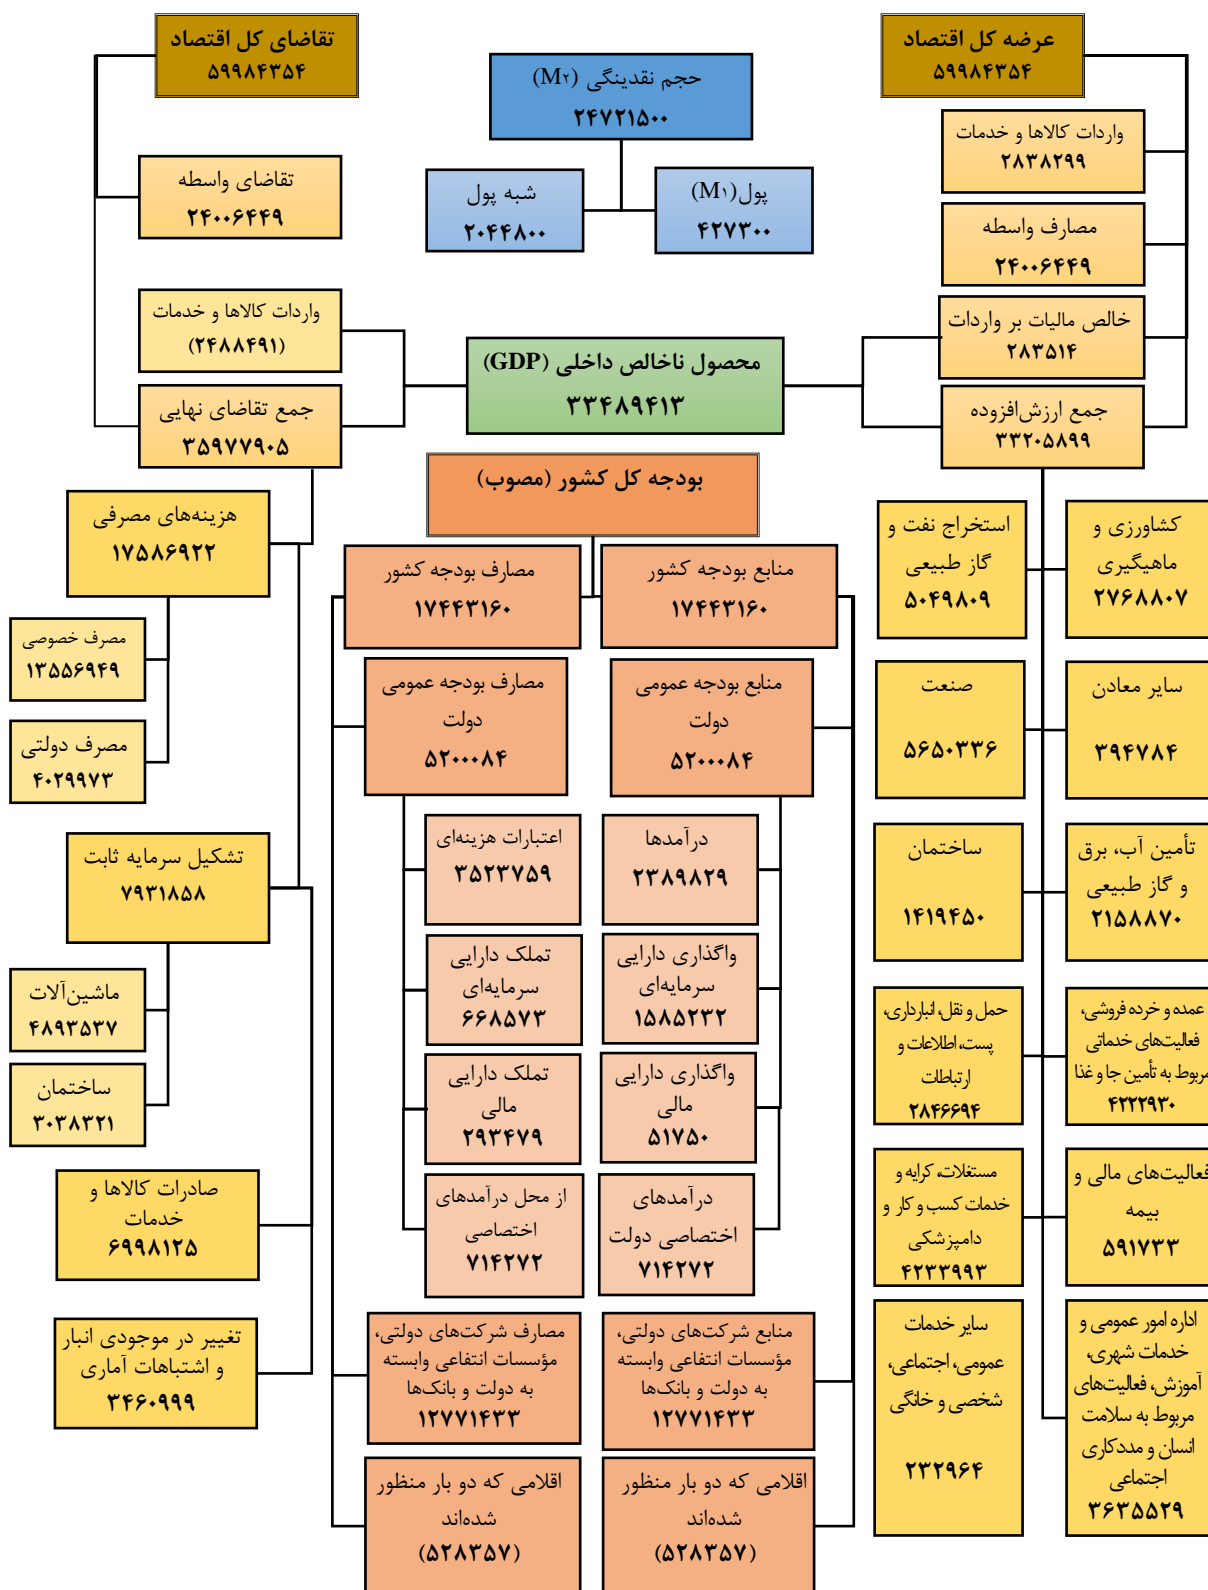 عرضه کل اقتصاد
۵۹۹۸۴۳۵۴
واردات کالاها و خدمات
۲۸۳۸۲۹۹
مصارف واسطه
۲۴۰۰۶۴۴۹
خالص مالیات بر واردات
۲۸۳۵۱۴
جمع ارزش‌افزوده
۳۳۲۰۵۸۹۹
حجم نقدینگی (M۲)
۲۴۷۲۱۵۰۰
پول(M۱)
۴۲۷۳۰۰
شبه پول
۲۰۴۴۸۰۰
تقاضای کل اقتصاد
۵۹۹۸۴۳۵۴
تقاضای واسطه
۲۴۰۰۶۴۴۹
واردات کالاها و خدمات
(۲۴۸۸۴۹۱)
جمع تقاضای نهایی
۳۵۹۷۷۹۰۵
محصول ناخالص داخلی (GDP)
۳۳۴۸۹۴۱۳
کشاورزی و
ماهیگیری
۲۷۶۸۸۰۷
استخراج نفت و
گاز طبیعی
۵۰۴۹۸۰۹
سایر معادن
۳۹۴۷۸۴
صنعت
۵۶۵۰۳۳۶
تأمین آب، برق
و گاز طبیعی
۲۱۵۸۸۷۰
ساختمان
۱۴۱۹۴۵۰
عمده و خرده فروشی،
فعالیت‌های خدماتی
مربوط به تأمین جا و غذا
۴۲۲۲۹۳۰
حمل و نقل، انبارداری،
پست، اطلاعات و
ارتباطات
۲۸۴۶۶۹۴
فعالیت‌های مالی و
بیمه
۵۹۱۷۳۳
مستغلات، کرایه و
خدمات کسب و کار و
دامپزشکی
۴۲۳۳۹۹۳
اداره امور عمومی و
خدمات شهری،
آموزش، فعالیت‌های
مربوط به سلامت
انسان و مددکاری
اجتماعی
۳۶۳۵۵۲۹
سایر خدمات
عمومی، اجتماعی،
شخصی و خانگی
۲۳۲۹۶۴
بودجه کل کشور (مصوب)
منابع بودجه کشور
۱۷۴۴۳۱۶۰
مصارف بودجه کشور
۱۷۴۴۳۱۶۰
منابع بودجه عمومی
دولت
۵۲۰۰۰۸۴
مصارف بودجه عمومی
دولت
۵۲۰۰۰۸۴
درآمدها
۲۳۸۹۸۲۹
اعتبارات هزینه‌ای
۳۵۲۳۷۵۹
واگذاری دارایی
سرمایه‌ای
۱۵۸۵۲۳۲
تملک دارایی
سرمایه‌ای
۶۶۸۵۷۳
واگذاری دارایی
مالی
۵۱۷۵۰
تملک دارایی
مالی
۲۹۳۴۷۹
درآمدهای
اختصاصی دولت
۷۱۴۲۷۲
از محل درآمدهای
اختصاصی
۷۱۴۲۷۲
منابع شرکت‌های دولتی،
مؤسسات انتفاعی وابسته
به دولت و بانک‌ها
۱۲۷۷۱۴۳۳
مصارف شرکت‌های دولتی،
مؤسسات انتفاعی وابسته
به دولت و بانک‌ها
۱۲۷۷۱۴۳۳
اقلامی که دو بار منظور
شده‌اند
(۵۲۸۳۵۷)
اقلامی که دو بار منظور
شده‌اند
(۵۲۸۳۵۷)
هزینه‌های مصرفی
۱۷۵۸۶۹۲۲
مصرف خصوصی
۱۳۵۵۶۹۴۹
مصرف دولتی
۴۰۲۹۹۷۳
تشکیل سرمایه ثابت
۷۹۳۱۸۵۸
ماشین‌آلات
۴۸۹۳۵۳۷
ساختمان
۳۰۳۸۳۲۱
صادرات کالاها و
خدمات
۶۹۹۸۱۲۵
تغییر در موجودی انبار
و اشتباهات آماری
۳۴۶۰۹۹۹